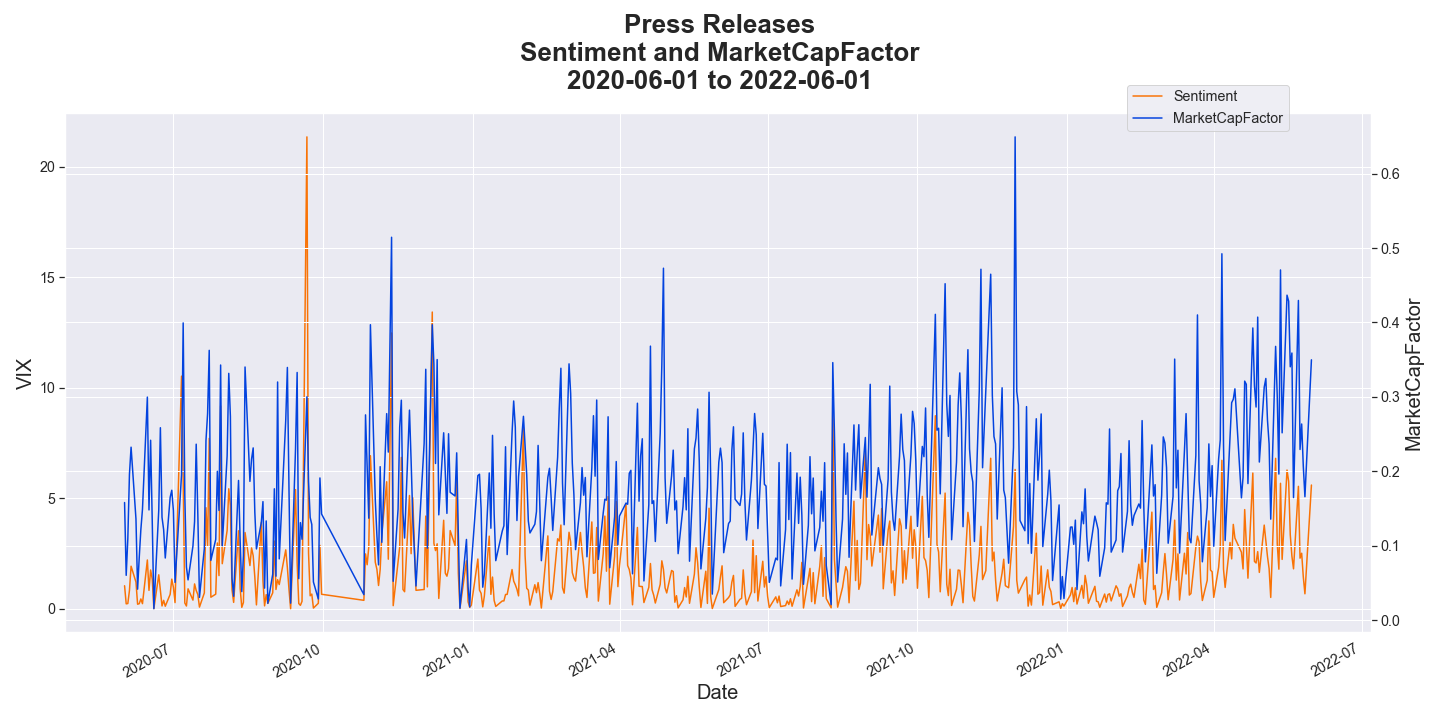 Press Releases
Sentiment and MarketCapFactor
2020-06-01 to 2022-06-01
Sentiment
MarketCapFactor
VIX
20
15
10
5
0
0.6
0.5
0.4
0.3
0.2
0.1
0.0
MarketCapFactor
2020-07
2020-10
2021-01
2021-04
2021-07
2021-10
2022-01
2022-04
2022-07
Date